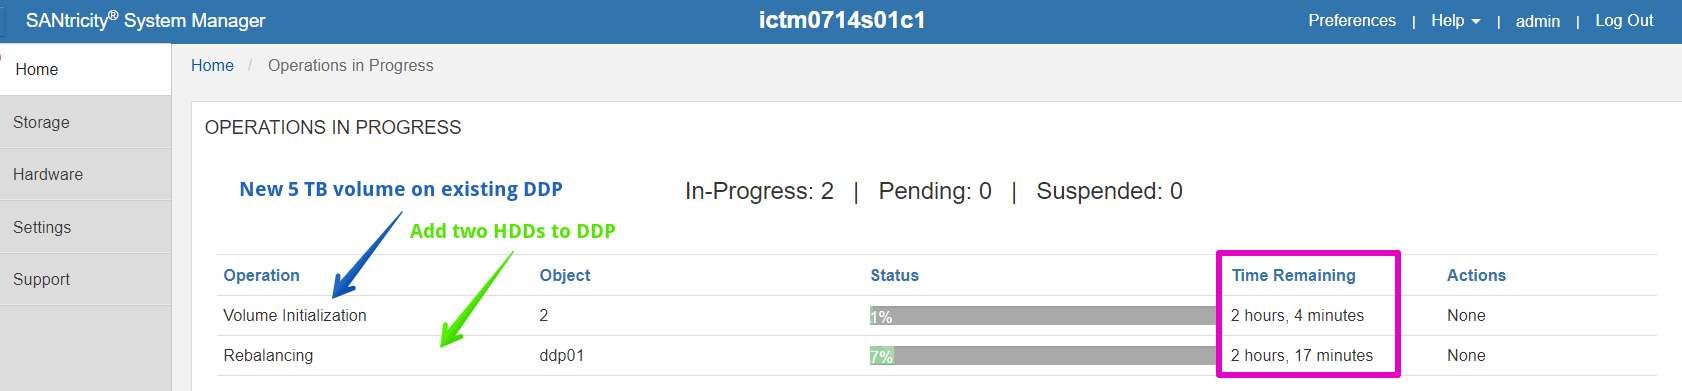 SANtricity® System Manager
ictm0714s01c1
Preferences | Help | admin | Log Out
Home
Storage
Hardware
Settings
Support
Home / Operations in Progress
OPERATIONS IN PROGRESS
New 5 TB volume on existing DDP
In-Progress: 2 | Pending: 0 | Suspended: 0
Add two HDDs to DDP
Operation Object Status Time Remaining Actions
Volume Initialization 2 1% 2 hours, 4 minutes None
Rebalancing ddp01 7% 2 hours, 17 minutes None